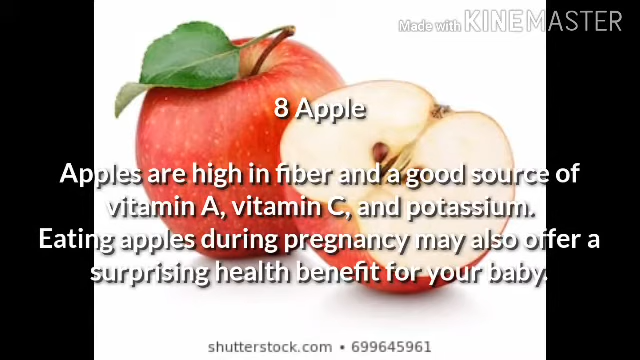 Made with KINEMASTER
8 Apple
Apples are high in fiber and a good source of
vitamin A, vitamin C, and potassium.
Eating apples during pregnancy may also offer a
surprising health benefit for your baby.
shutterstock.com • 699645961